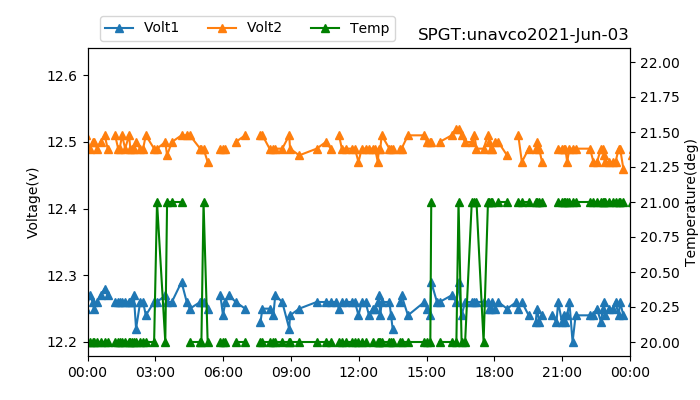 Volt1 Volt2 Temp
SPGT:unavco2021-Jun-03
Voltage(v)
12.6
12.5
12.4
12.3
12.2
22.00
21.75
21.50
21.25
21.00
20.75
20.50
20.25
20.00
Temperature(deg)
00:00 03:00 06:00 09:00 12:00 15:00 18:00 21:00 00:00